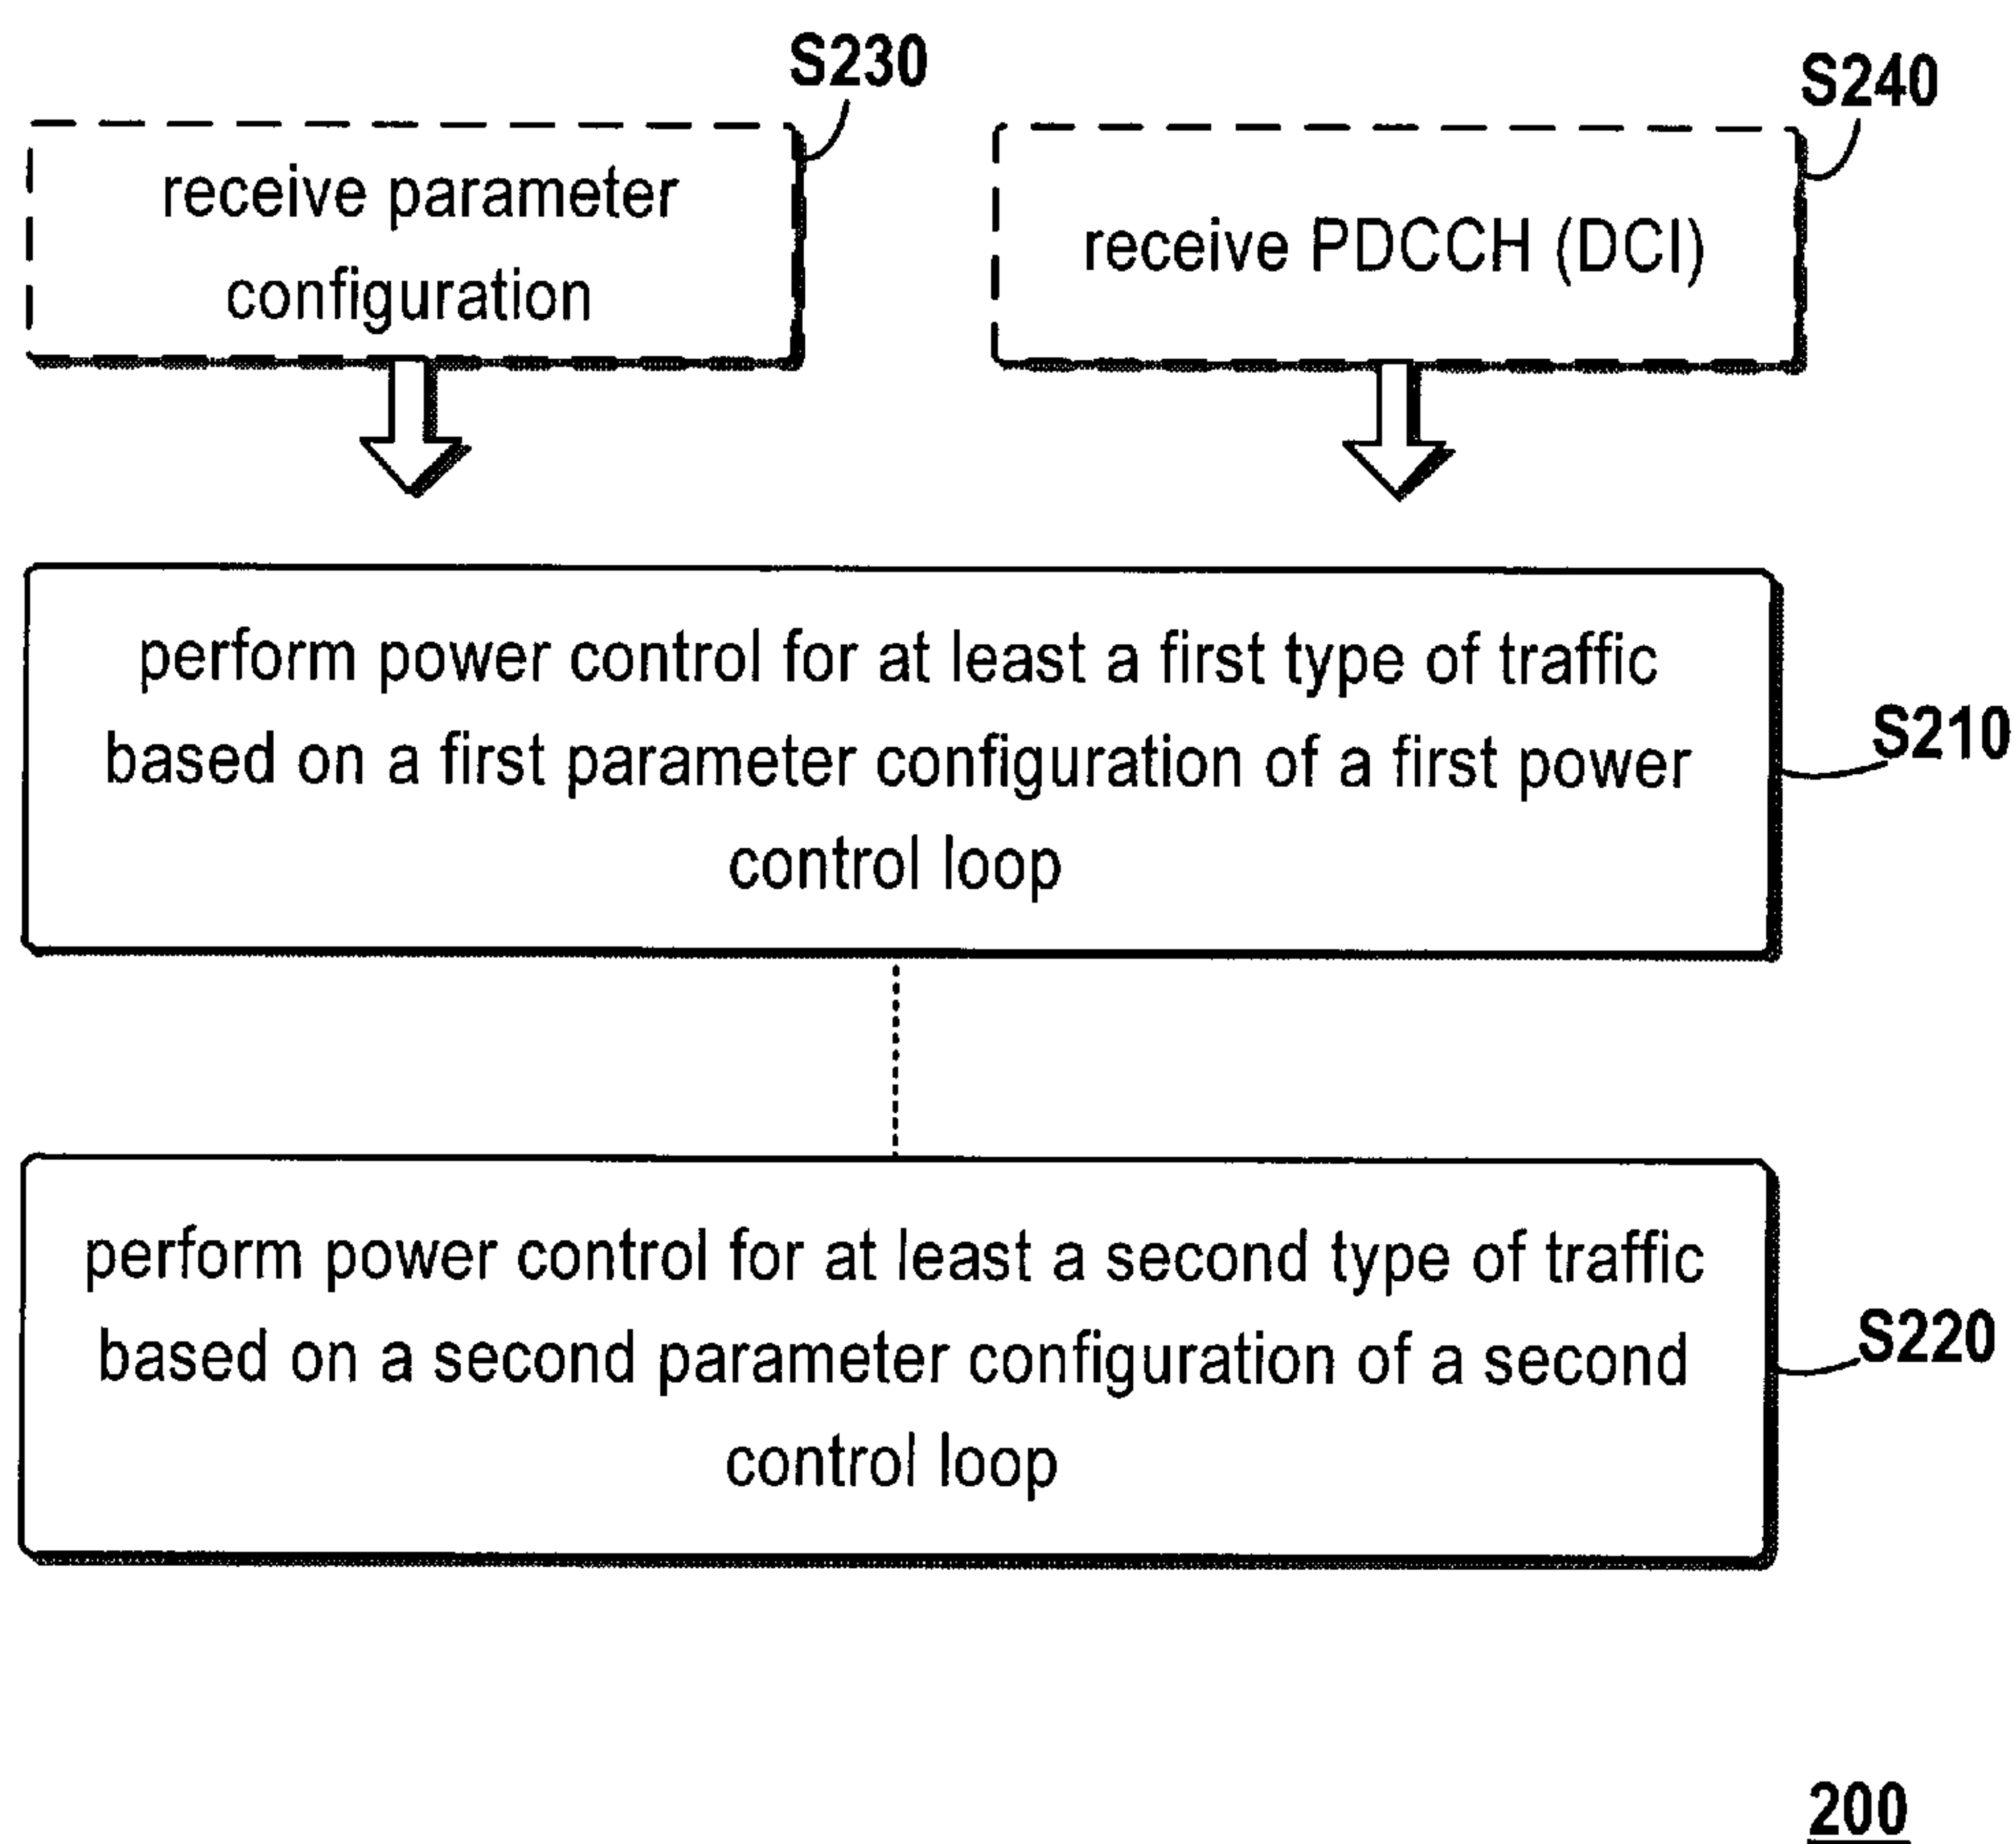 S230
S240
receive parameter
configuration
receive PDCCH (DCI)
perform power control for at least a first type of traffic
based on a first parameter configuration of a first power
control loop
S210
perform power control for at least a second type of traffic
based on a second parameter configuration of a second
control loop
S220
200